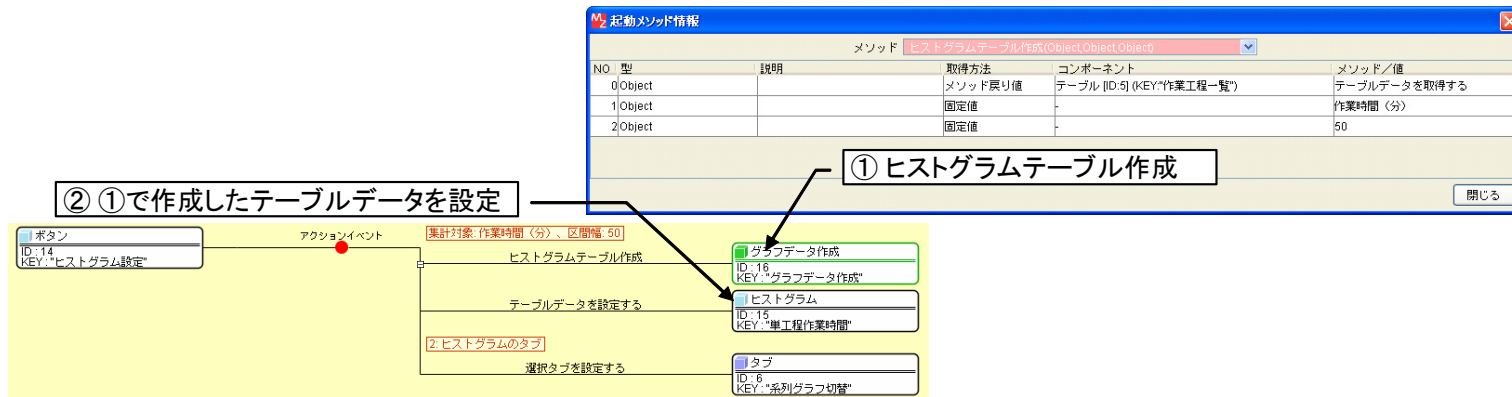 起動メソッド情報
メソッド ヒストグラムテーブル作成(Object,Object,Object)
NO 型 説明 取得方法 コンポーネント メソッド／値
0 Object メソッド戻り値 テーブル [ID:5] (KEY:"作業工程一覧") テーブルデータを取得する
1 Object 固定値 - 作業時間（分）
2 Object 固定値 - 50
閉じる
① ヒストグラムテーブル作成
② ①で作成したテーブルデータを設定
ボタン
ID : 14
KEY : "ヒストグラム設定"
アクションイベント
集計対象: 作業時間（分）、区間幅: 50
ヒストグラムテーブル作成
グラフデータ作成
ID : 16
KEY : "グラフデータ作成"
テーブルデータを設定する
ヒストグラム
ID : 15
KEY : "単工程作業時間"
2: ヒストグラムのタブ
選択タブを設定する
タブ
ID : 6
KEY : "系列グラフ切替"